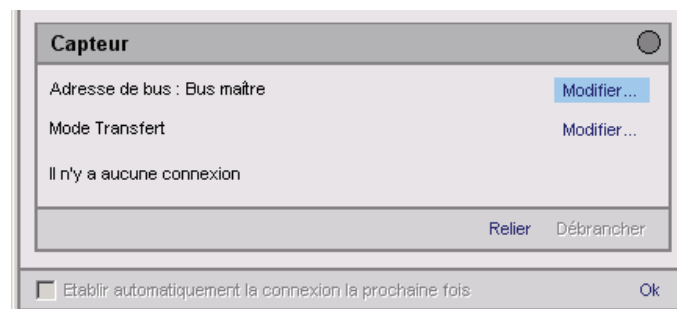 Capteur
Adresse de bus : Bus maître
Modifier...
Mode Transfert
Modifier...
Il n'y a aucune connexion
Relier
Débrancher
Etablir automatiquement la connexion la prochaine fois
Ok